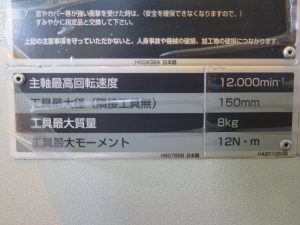 7. 窓やカバー等が強い衝撃を受けた時は、(安全を確保できなくなりますので、)
すみやかに指定品と交換して下さい。
上記の注意事項を守っていただかないと、人身事故や機械の破損、加工物の破損につながります。
H5043BA 日本語
主軸最高回転速度 12,000min⁻¹
工具最大径(隣接工具無) 150mm
工具最大質量 8kg
工具最大モーメント 12N・m
日本語